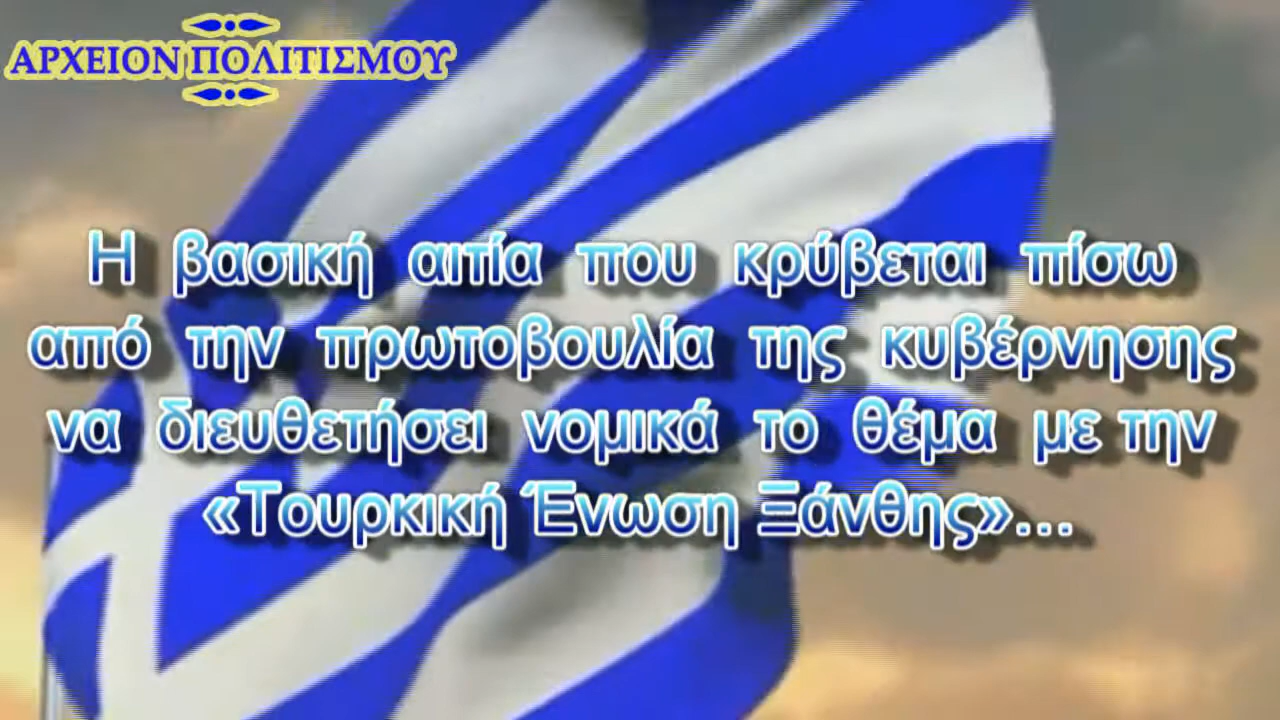 ΑΡΧΕΙΟΝ ΠΟΛΙΤΙΣΜΟΥ
Η βασική αιτία που κρύβεται πίσω
από την πρωτοβουλία της κυβέρνησης
να διευθετήσει νομικά το θέμα με την
«Τουρκική Ένωση Ξάνθης»...